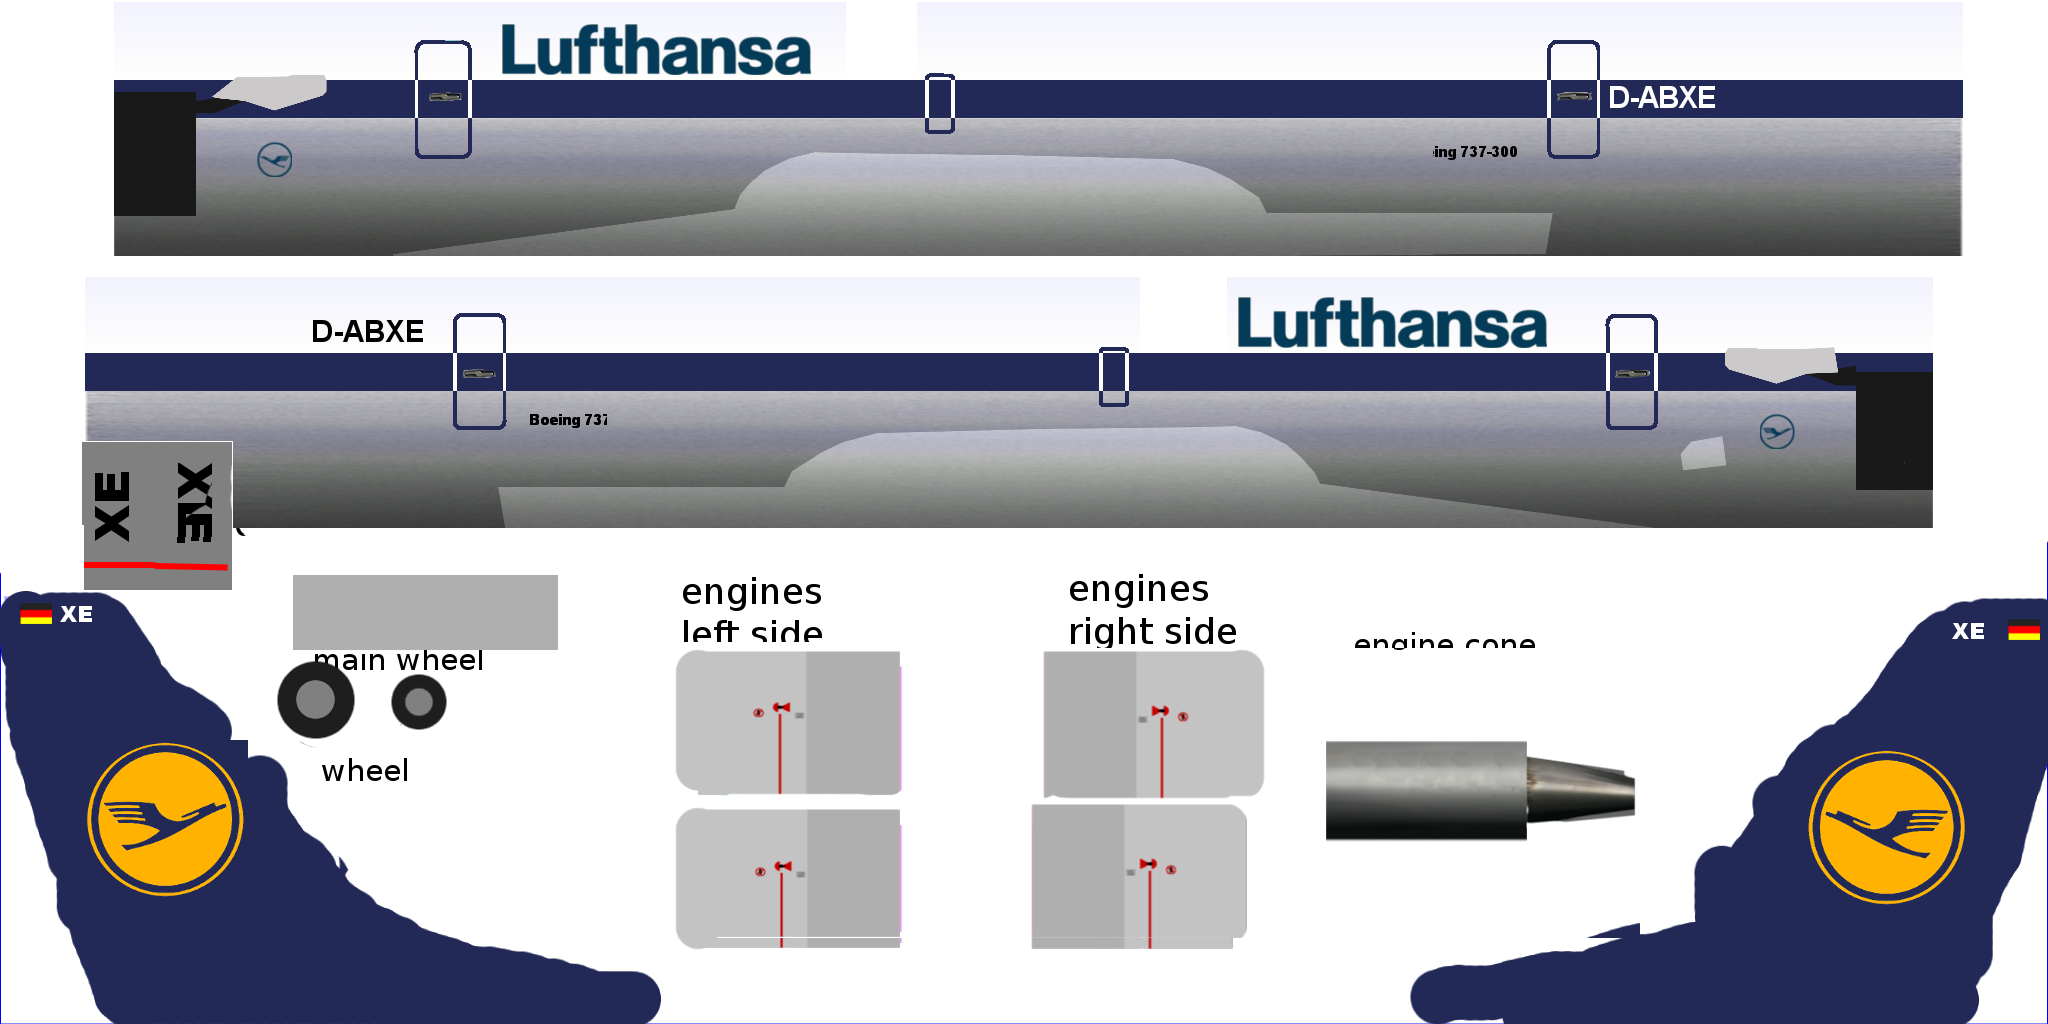 Lufthansa
D-ABXE
ing 737-300
Lufthansa
D-ABXE
Boeing 737
XE
XE
engines
left side
engines
right side
engine cone
XE
XE
main wheel
wheel